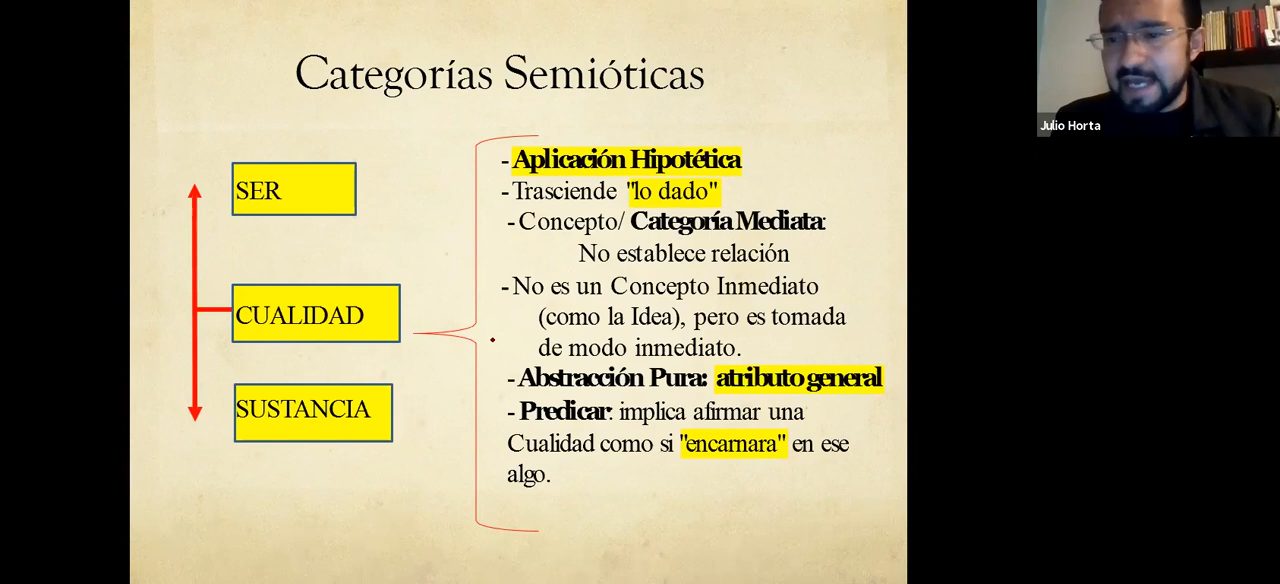 Categorías Semióticas
SER
CUALIDAD
SUSTANCIA
- Aplicación Hipotética
- Trasciende "lo dado"
- Concepto/ Categoría Mediata:
No establece relación
- No es un Concepto Inmediato
(como la Idea), pero es tomada
de modo inmediato.
- Abstracción Pura: atributo general
- Predicar: implica afirmar una
Cualidad como si "encarnara" en ese
algo.
Julio Horta